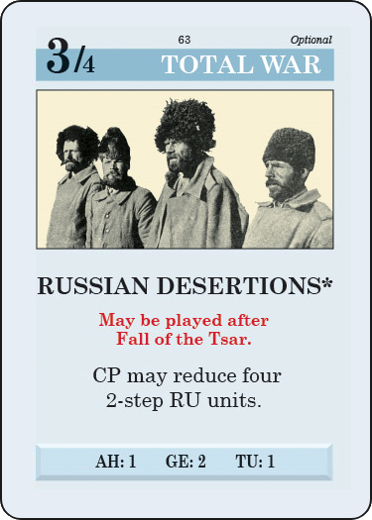 3/4
63
Optional
TOTAL WAR
RUSSIAN DESERTIONS*
May be played after
Fall of the Tsar.
CP may reduce four
2-step RU units.
AH: 1 GE: 2 TU: 1